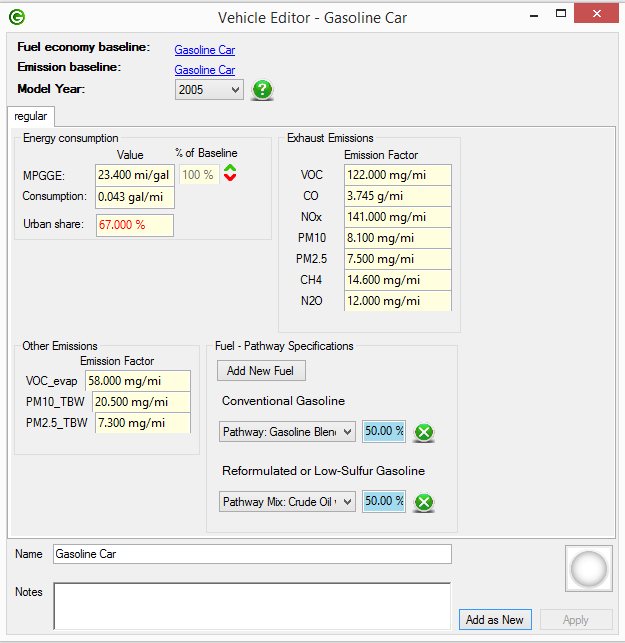 Vehicle Editor - Gasoline Car
Fuel economy baseline: Gasoline Car
Emission baseline: Gasoline Car
Model Year: 2005
regular
Energy consumption
Value % of Baseline
MPGGE: 23.400 mi/gal 100 %
Consumption: 0.043 gal/mi
Urban share: 67.000 %
Exhaust Emissions
Emission Factor
VOC 122.000 mg/mi
CO 3.745 g/mi
NOx 141.000 mg/mi
PM10 8.100 mg/mi
PM2.5 7.500 mg/mi
CH4 14.600 mg/mi
N2O 12.000 mg/mi
Other Emissions
Emission Factor
VOC_evap 58.000 mg/mi
PM10_TBW 20.500 mg/mi
PM2.5_TBW 7.300 mg/mi
Fuel - Pathway Specifications
Add New Fuel
Conventional Gasoline
Pathway: Gasoline Blen 50.00 %
Reformulated or Low-Sulfur Gasoline
Pathway Mix: Crude Oil 50.00 %
Name Gasoline Car
Notes
Add as New Apply